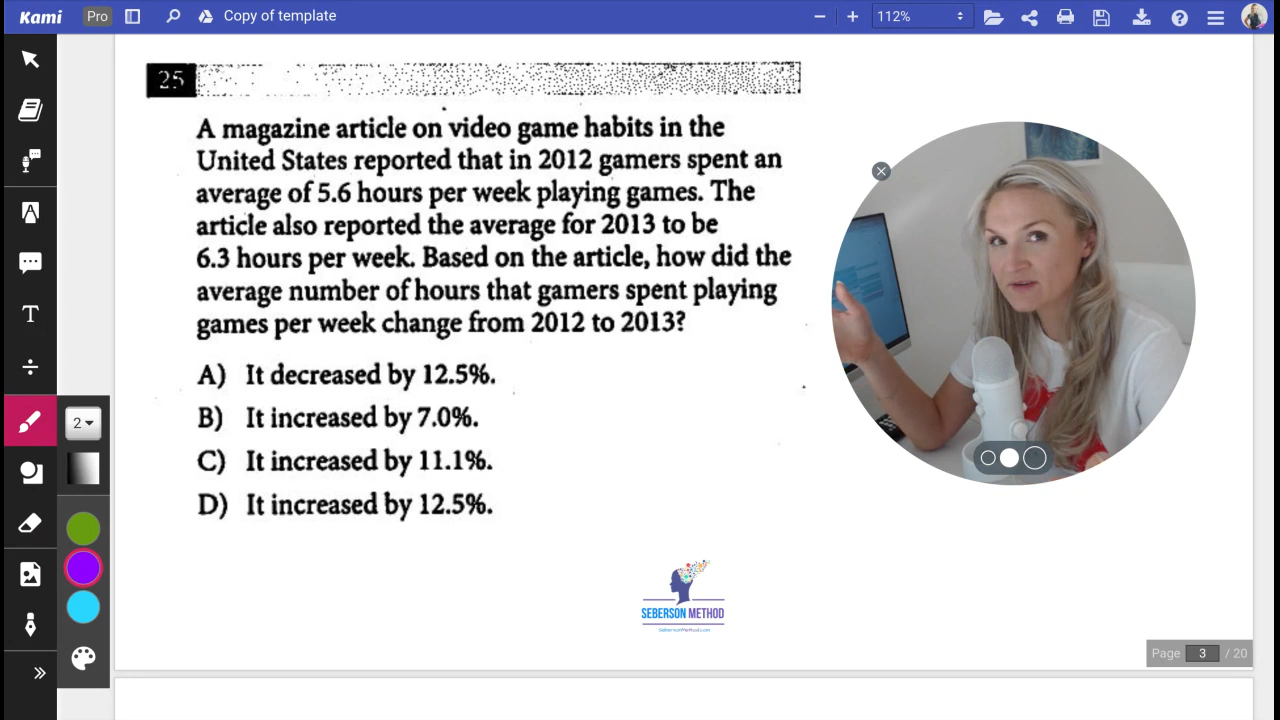 Kami
Pro
Copy of template
112%
25
A magazine article on video game habits in the
United States reported that in 2012 gamers spent an
average of 5.6 hours per week playing games. The
article also reported the average for 2013 to be
6.3 hours per week. Based on the article, how did the
average number of hours that gamers spent playing
games per week change from 2012 to 2013?
A) It decreased by 12.5%.
B) It increased by 7.0%.
C) It increased by 11.1%.
D) It increased by 12.5%.
2
T
SEBERSON METHOD
SebersonMethod.com
Page 3 / 20